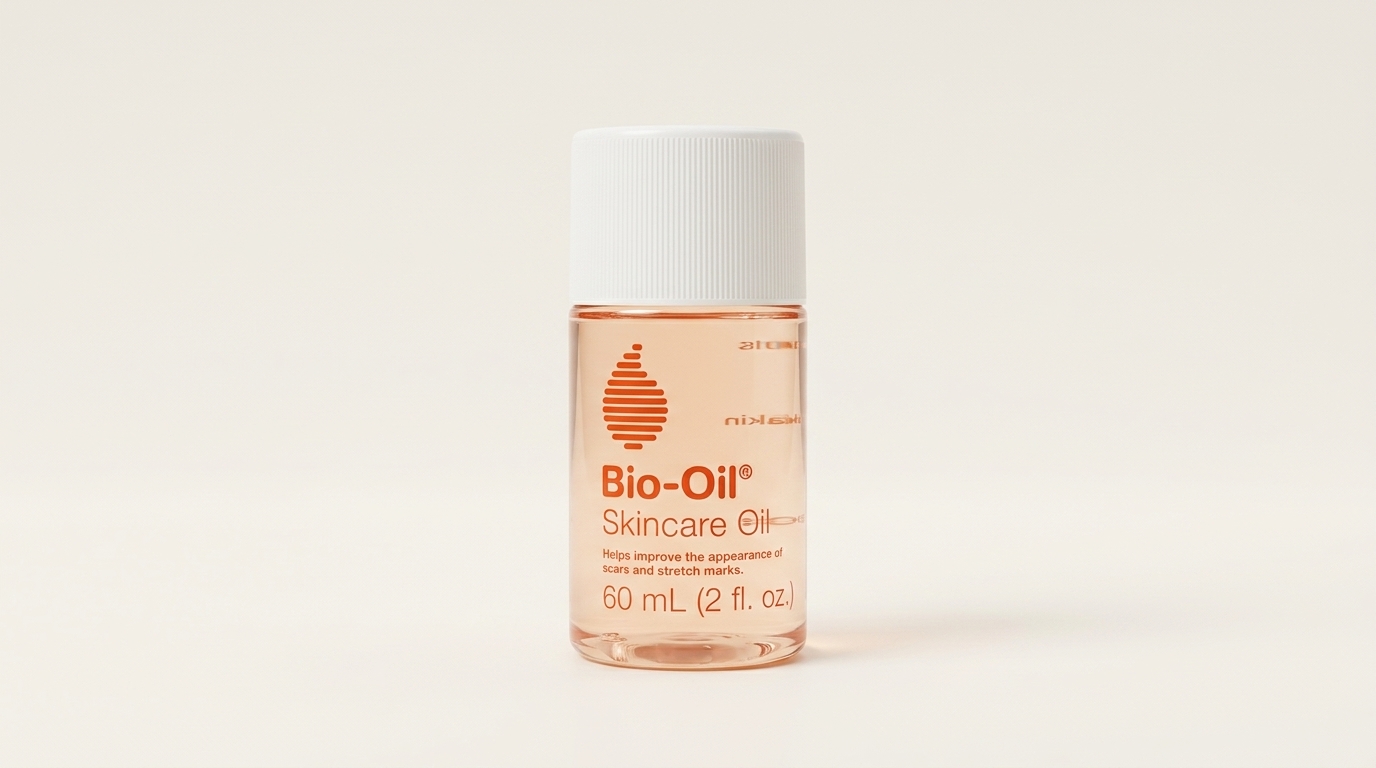 Bio-Oil®
Skincare Oil
Helps improve the appearance of
scars and stretch marks.
60 mL (2 fl. oz.)